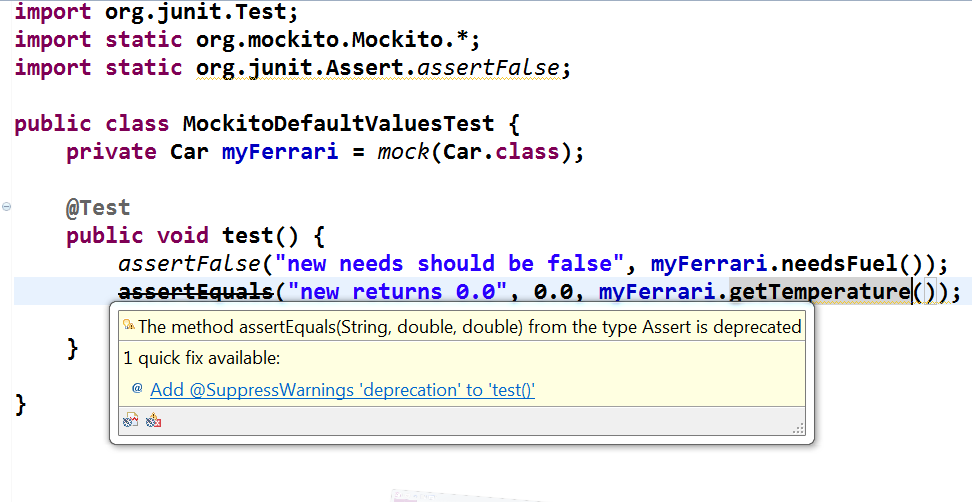 import org.junit.Test;
import static org.mockito.Mockito.*;
import static org.junit.Assert.assertFalse;
public class MockitoDefaultValuesTest {
private Car myFerrari = mock(Car.class);
@Test
public void test() {
assertFalse("new needs should be false", myFerrari.needsFuel());
assertEquals("new returns 0.0", 0.0, myFerrari.getTemperature());
The method assertEquals(String, double, double) from the type Assert is deprecated
}
1 quick fix available:
@ Add @SuppressWarnings 'deprecation' to 'test()'
}